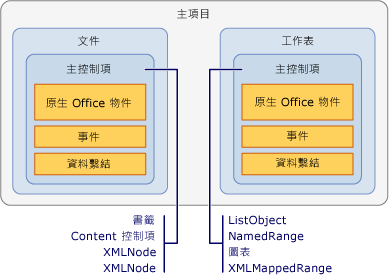 主項目
文件
主控制項
原生 Office 物件
事件
資料繫結
工作表
主控制項
原生 Office 物件
事件
資料繫結
書籤
Content 控制項
XMLNode
XMLNode
ListObject
NamedRange
圖表
XMLMappedRange